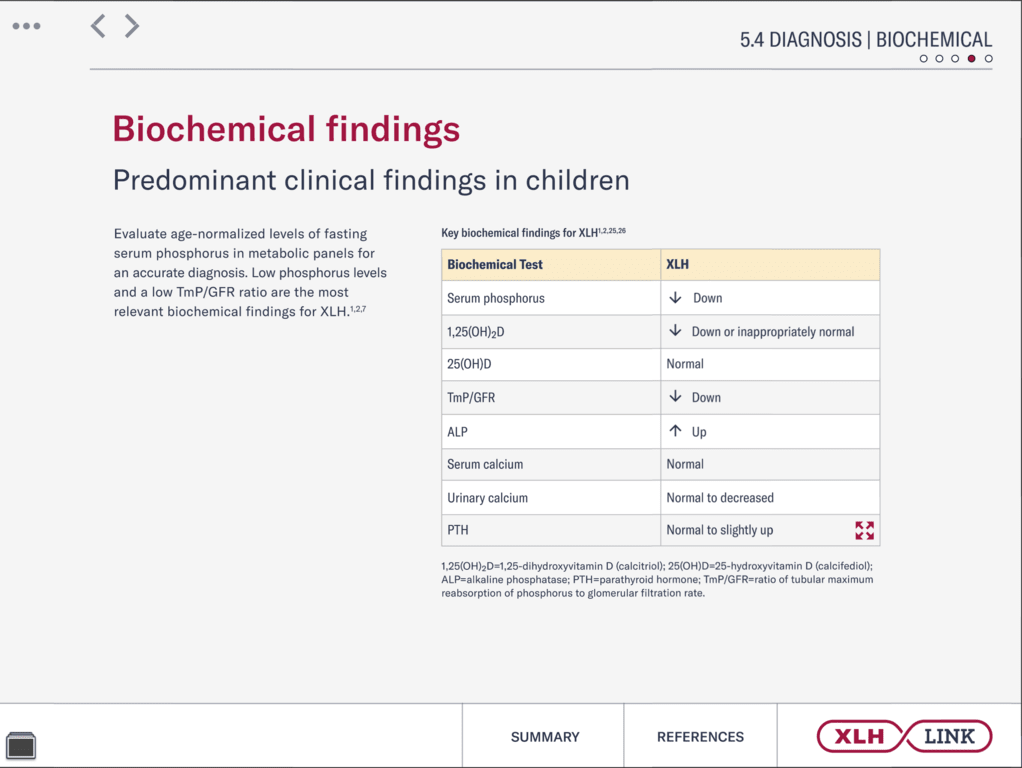 5.4 DIAGNOSIS | BIOCHEMICAL
Biochemical findings
Predominant clinical findings in children
Evaluate age-normalized levels of fasting
serum phosphorus in metabolic panels for
an accurate diagnosis. Low phosphorus levels
and a low TmP/GFR ratio are the most
relevant biochemical findings for XLH.1,2,7
Key biochemical findings for XLH1,2,25,26
Biochemical Test XLH
Serum phosphorus ↓ Down
1,25(OH)₂D ↓ Down or inappropriately normal
25(OH)D Normal
TmP/GFR ↓ Down
ALP ↑ Up
Serum calcium Normal
Urinary calcium Normal to decreased
PTH Normal to slightly up
1,25(OH)₂D=1,25-dihydroxyvitamin D (calcitriol); 25(OH)D=25-hydroxyvitamin D (calcifediol);
ALP=alkaline phosphatase; PTH=parathyroid hormone; TmP/GFR=ratio of tubular maximum
reabsorption of phosphorus to glomerular filtration rate.
SUMMARY
REFERENCES
XLH LINK